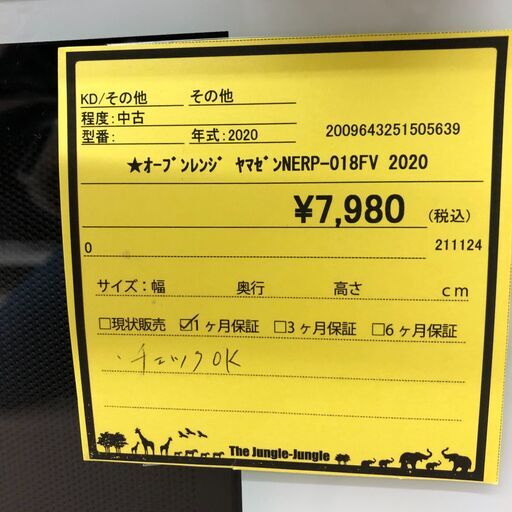 KD/その他 その他
程度:中古
型番: 年式:2020 2009643251505639
★オーブンレンジ ヤマゼンNERP-018FV 2020
¥7,980 (税込)
0 211124
サイズ:幅 奥行 高さ cm
□現状販売 ☑1ヶ月保証 □3ヶ月保証 □6ヶ月保証
・チェックOK
The Jungle-Jungle